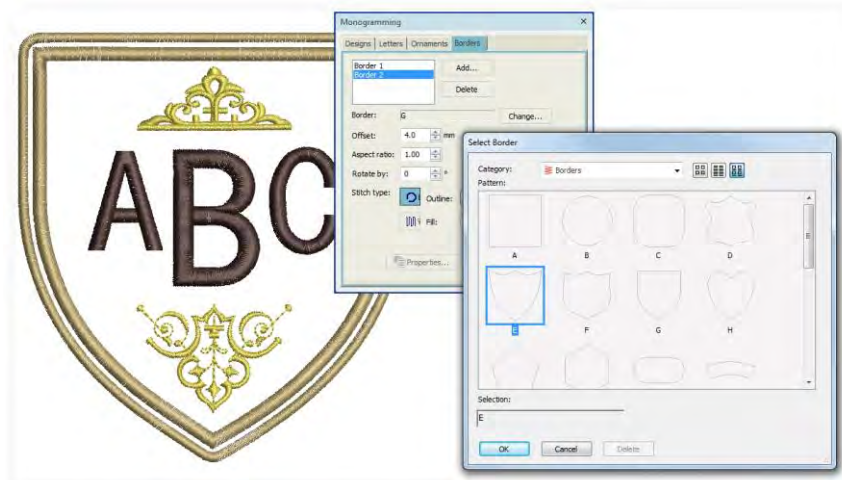 ABC
Monogramming
Designs Letters Ornaments Borders
Border 1
Border 2
Add...
Delete
Border: G Change...
Offset: 4.0 mm
Aspect ratio: 1.00
Rotate by: 0 °
Stitch type: Outline:
Fill:
Properties...
Select Border
Category: Borders
Pattern:
A B C D
E F G H
Selection:
E
OK Cancel Delete